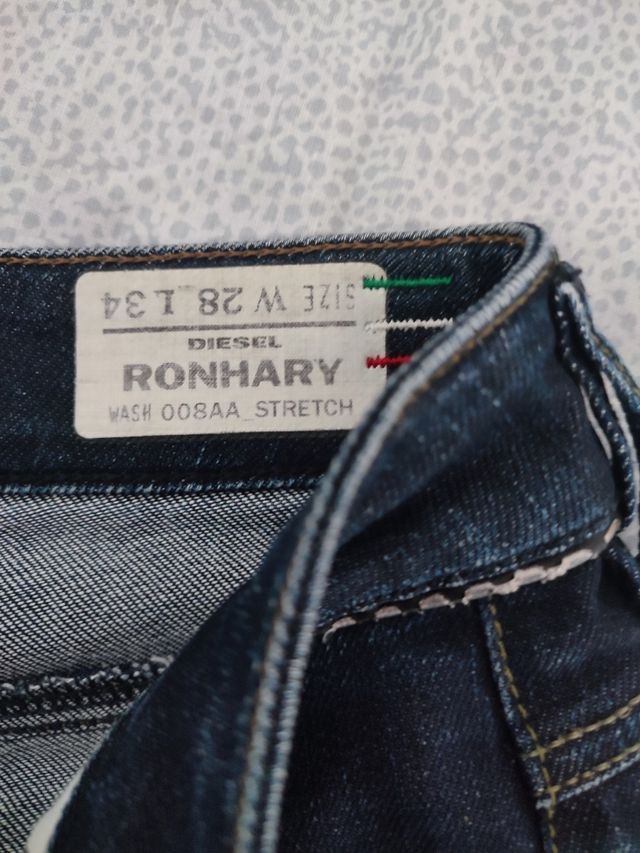 SIZE W 28 L 34
DIESEL
RONHARY
WASH 008AA_STRETCH